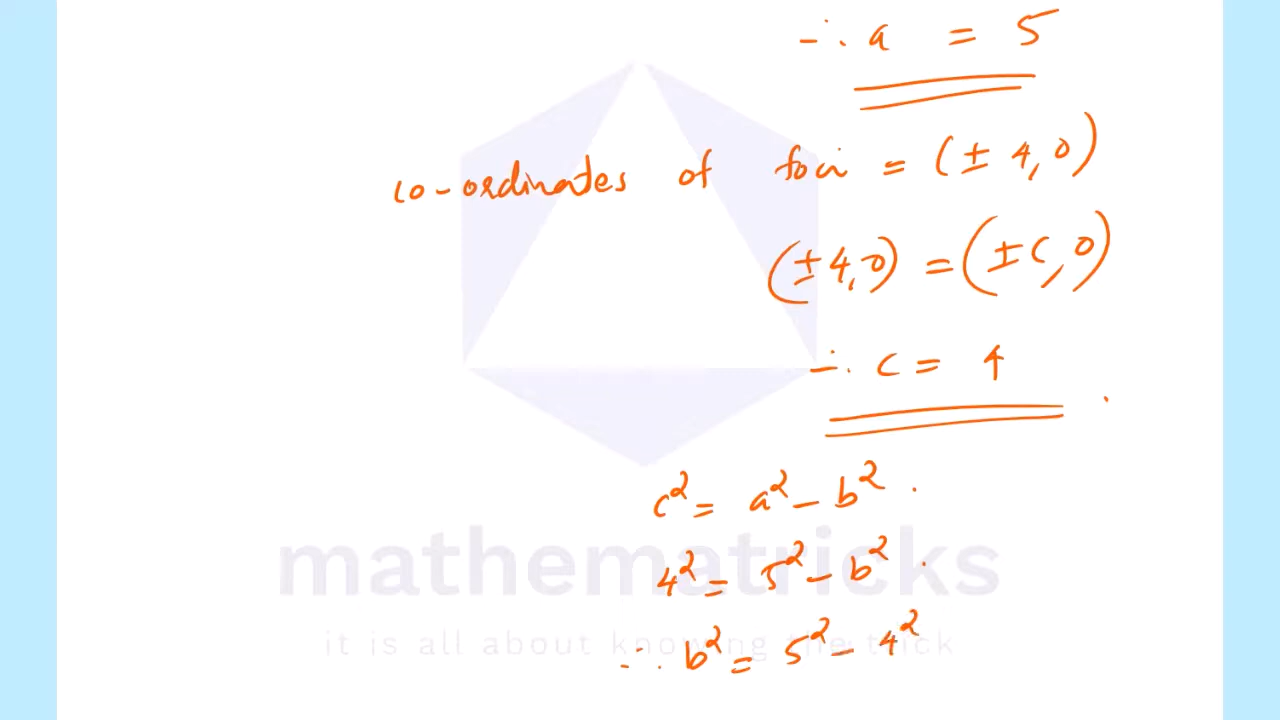 ∴ a = 5
co-ordinates of foci = (± 4, 0)
(± 4, 0) = (± c, 0)
∴ c = 4
c² = a² - b².
4² = 5² - b².
mathematricks
∴ b² = 5² - 4²
it is all about knowing the trick